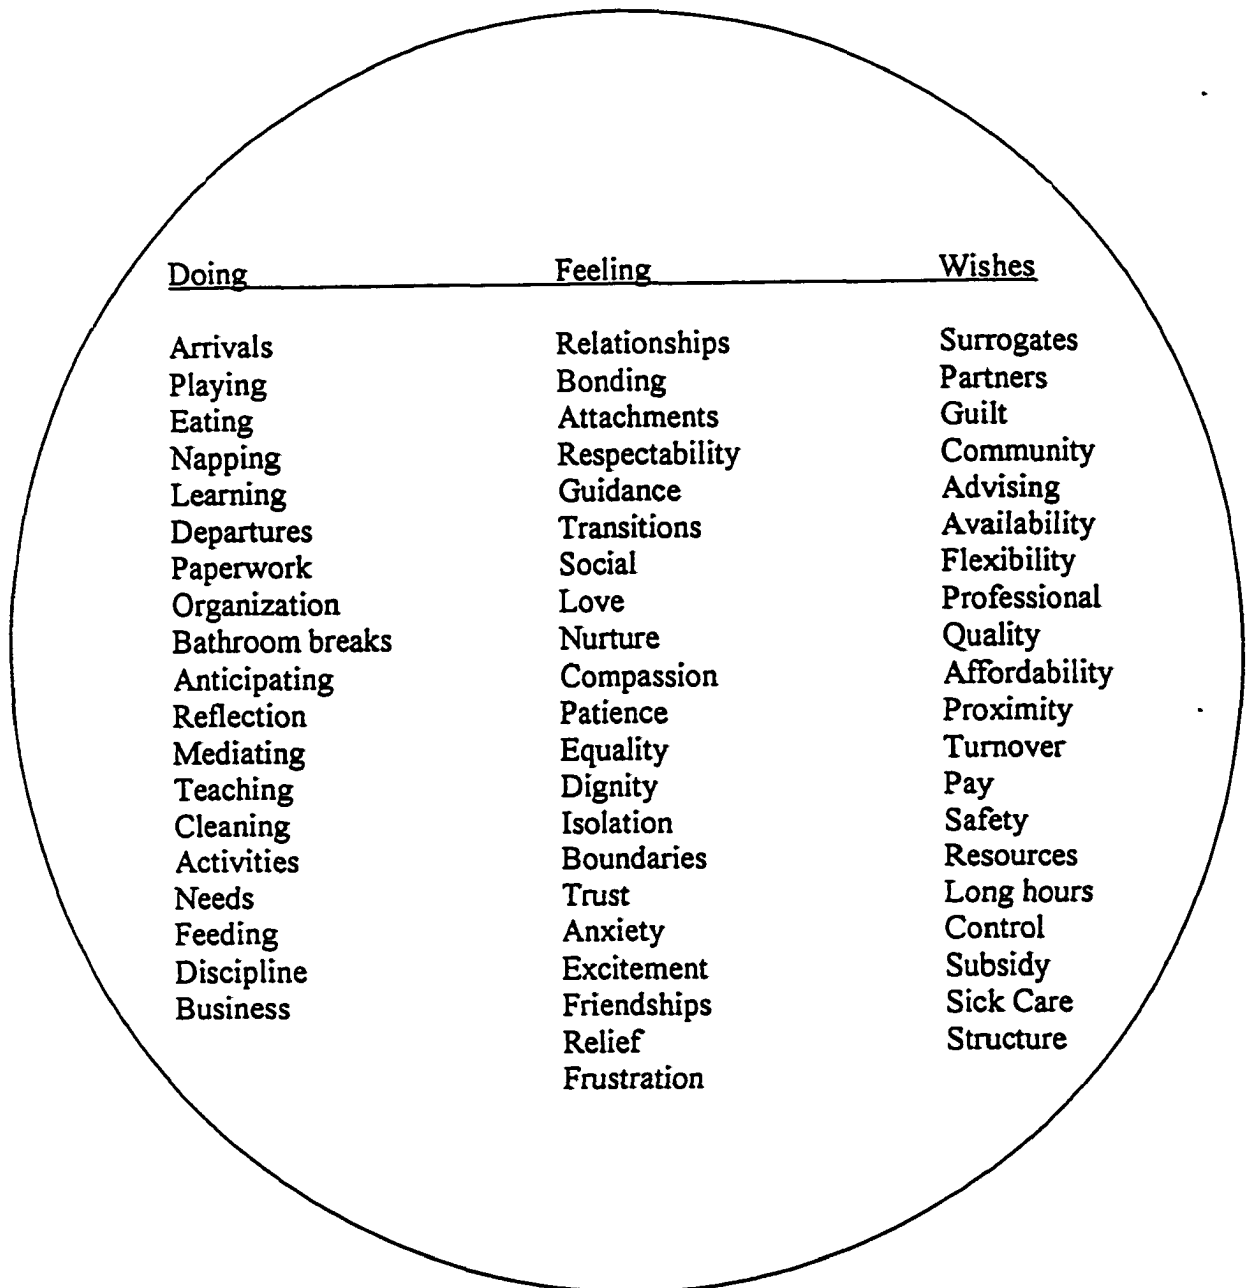 Doing Feeling Wishes
Arrivals Relationships Surrogates
Playing Bonding Partners
Eating Attachments Guilt
Napping Respectability Community
Learning Guidance Advising
Departures Transitions Availability
Paperwork Social Flexibility
Organization Love Professional
Bathroom breaks Nurture Quality
Anticipating Compassion Affordability
Reflection Patience Proximity
Mediating Equality Turnover
Teaching Dignity Pay
Cleaning Isolation Safety
Activities Boundaries Resources
Needs Trust Long hours
Feeding Anxiety Control
Discipline Excitement Subsidy
Business Friendships Sick Care
Relief Structure
Frustration